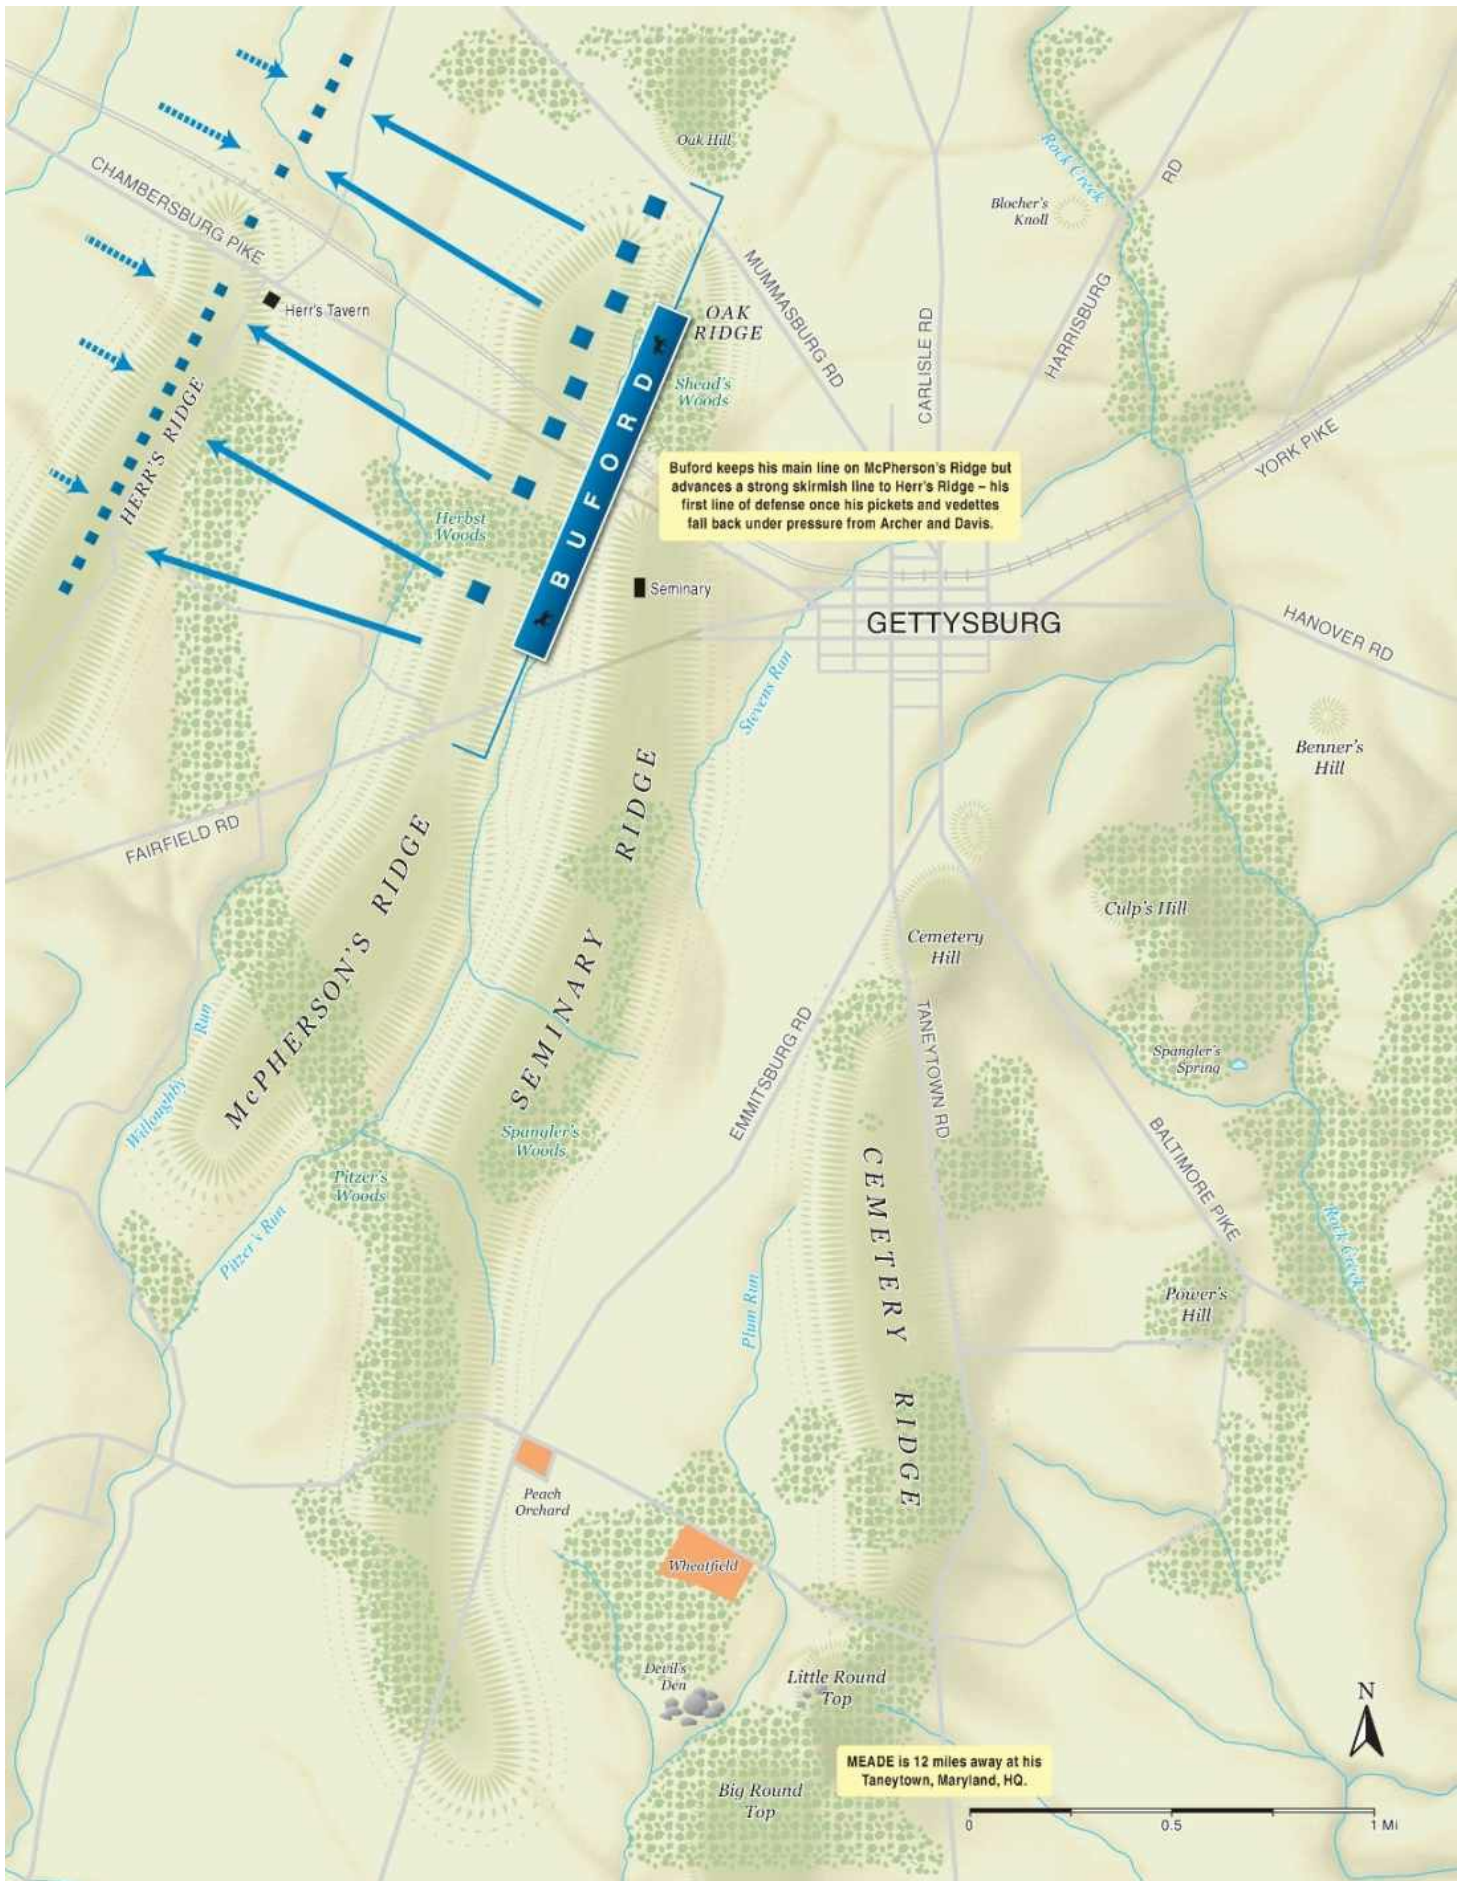 Oak Hill
Rock Creek
CHAMBERSBURG PIKE
Blocher's
Knoll
HARRISBURG RD
Herr's Tavern
MUMMASBURG RD
OAK
RIDGE
CARLISLE RD
Shead's
Woods
HERR'S RIDGE
BUFORD
YORK PIKE
Buford keeps his main line on McPherson's Ridge but
advances a strong skirmish line to Herr's Ridge – his
first line of defense once his pickets and vedettes
fall back under pressure from Archer and Davis.
Herbst
Woods
Seminary
GETTYSBURG
HANOVER RD
Stevens Run
Benner's
Hill
FAIRFIELD RD
McPHERSON'S RIDGE
SEMINARY RIDGE
Culp's Hill
Cemetery
Hill
Willoughby Run
EMMITSBURG RD
TANEYTOWN RD
Spangler's
Spring
Spangler's
Woods
BALTIMORE PIKE
Pitzer's
Woods
Pitzer's Run
CEMETERY RIDGE
Rock Creek
Plum Run
Power's
Hill
Peach
Orchard
Wheatfield
Devil's
Den
Little Round
Top
N
MEADE is 12 miles away at his
Taneytown, Maryland, HQ.
Big Round
Top
0 0.5 1 Mi